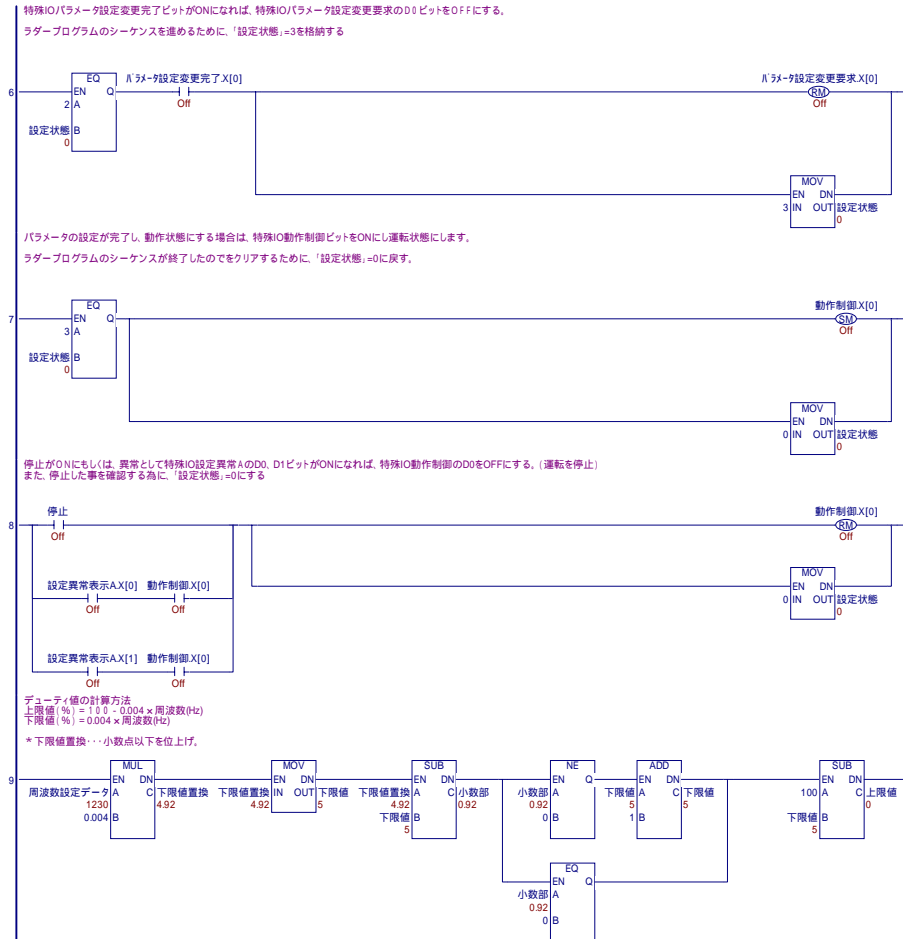 特殊IOパラメータ設定変更完了ビットがONになれば、特殊IOパラメータ設定変更要求のD0ビットをOFFにする。
ラダープログラムのシーケンスを進めるために、「設定状態」=3を格納する
6
EQ
EN Q
2 A
設定状態 B
0
パラメータ設定変更完了.X[0]
Off
パラメータ設定変更要求.X[0]
RM
Off
MOV
EN DN
3 IN OUT 設定状態
0
パラメータの設定が完了し、動作状態にする場合は、特殊IO動作制御ビットをONにし運転状態にします。
ラダープログラムのシーケンスが終了したのでをクリアするために、「設定状態」=0に戻す。
7
EQ
EN Q
3 A
設定状態 B
0
動作制御.X[0]
SM
Off
MOV
EN DN
0 IN OUT 設定状態
0
停止がONにもしくは、異常として特殊IO設定異常AのD0、D1ビットがONになれば、特殊IO動作制御のD0をOFFにする。(運転を停止)
また、停止した事を確認する為に、「設定状態」=0にする
8
停止
Off
動作制御.X[0]
RM
Off
MOV
EN DN
0 IN OUT 設定状態
0
設定異常表示A.X[0] 動作制御.X[0]
Off Off
設定異常表示A.X[1] 動作制御.X[0]
Off Off
デューティ値の計算方法
上限値(%) = 100 - 0.004 × 周波数(Hz)
下限値(%) = 0.004 × 周波数(Hz)
*下限値置換・・・小数点以下を位上げ。
9
MUL
EN DN
周波数設定データ A C 下限値置換
1230 4.92
0.004 B
MOV
EN DN
下限値置換 IN OUT 下限値
4.92 5
SUB
EN DN
下限値置換 A C 小数部
4.92 0.92
下限値 B
5
NE
EN Q
小数部 A
0.92
0 B
ADD
EN DN
下限値 A C 下限値
5 5
1 B
SUB
EN DN
100 A C 上限値
0
下限値 B
5
EQ
EN Q
小数部 A
0.92
0 B